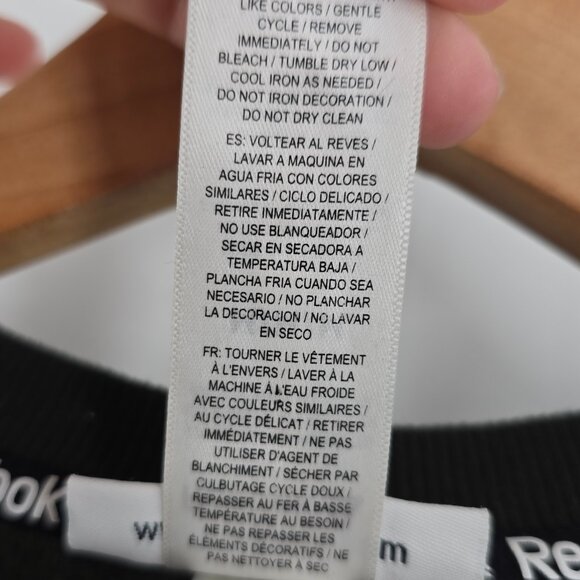 LIKE COLORS / GENTLE
CYCLE / REMOVE
IMMEDIATELY / DO NOT
BLEACH / TUMBLE DRY LOW /
COOL IRON AS NEEDED /
DO NOT IRON DECORATION /
DO NOT DRY CLEAN
ES: VOLTEAR AL REVES /
LAVAR A MAQUINA EN
AGUA FRIA CON COLORES
SIMILARES / CICLO DELICADO /
RETIRE INMEDIATAMENTE /
NO USE BLANQUEADOR /
SECAR EN SECADORA A
TEMPERATURA BAJA /
PLANCHA FRIA CUANDO SEA
NECESARIO / NO PLANCHAR
LA DECORACION / NO LAVAR
EN SECO
FR: TOURNER LE VÊTEMENT
À L'ENVERS / LAVER À LA
MACHINE À L'EAU FROIDE
AVEC COULEURS SIMILAIRES /
AU CYCLE DÉLICAT / RETIRER
IMMÉDIATEMENT / NE PAS
UTILISER D'AGENT DE
BLANCHIMENT / SÉCHER PAR
CULBUTAGE CYCLE DOUX /
REPASSER AU FER À BASSE
TEMPÉRATURE AU BESOIN /
NE PAS REPASSER LES
ÉLÉMENTS DÉCORATIFS / NE
PAS NETTOYER À SEC
ook
w
m
Re